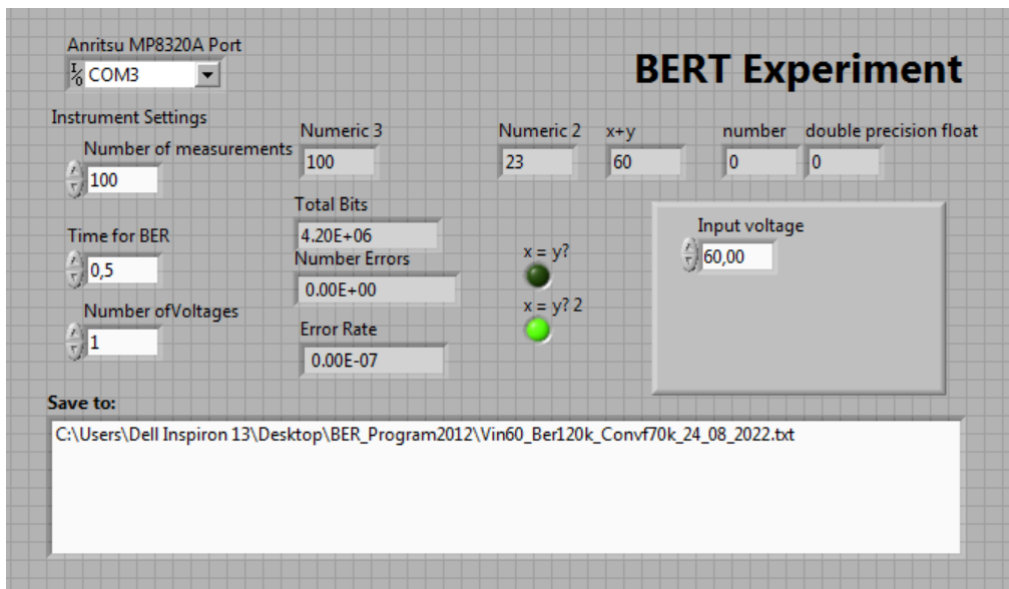 Anritsu MP8320A Port
I/0 COM3
BERT Experiment
Instrument Settings
Number of measurements
100
Numeric 3
100
Numeric 2
23
x+y
60
number
0
double precision float
0
Time for BER
0,5
Number ofVoltages
1
Total Bits
4.20E+06
Number Errors
0.00E+00
Error Rate
0.00E-07
x = y?
x = y? 2
Input voltage
60,00
Save to:
C:\Users\Dell Inspiron 13\Desktop\BER_Program2012\Vin60_Ber120k_Convf70k_24_08_2022.txt